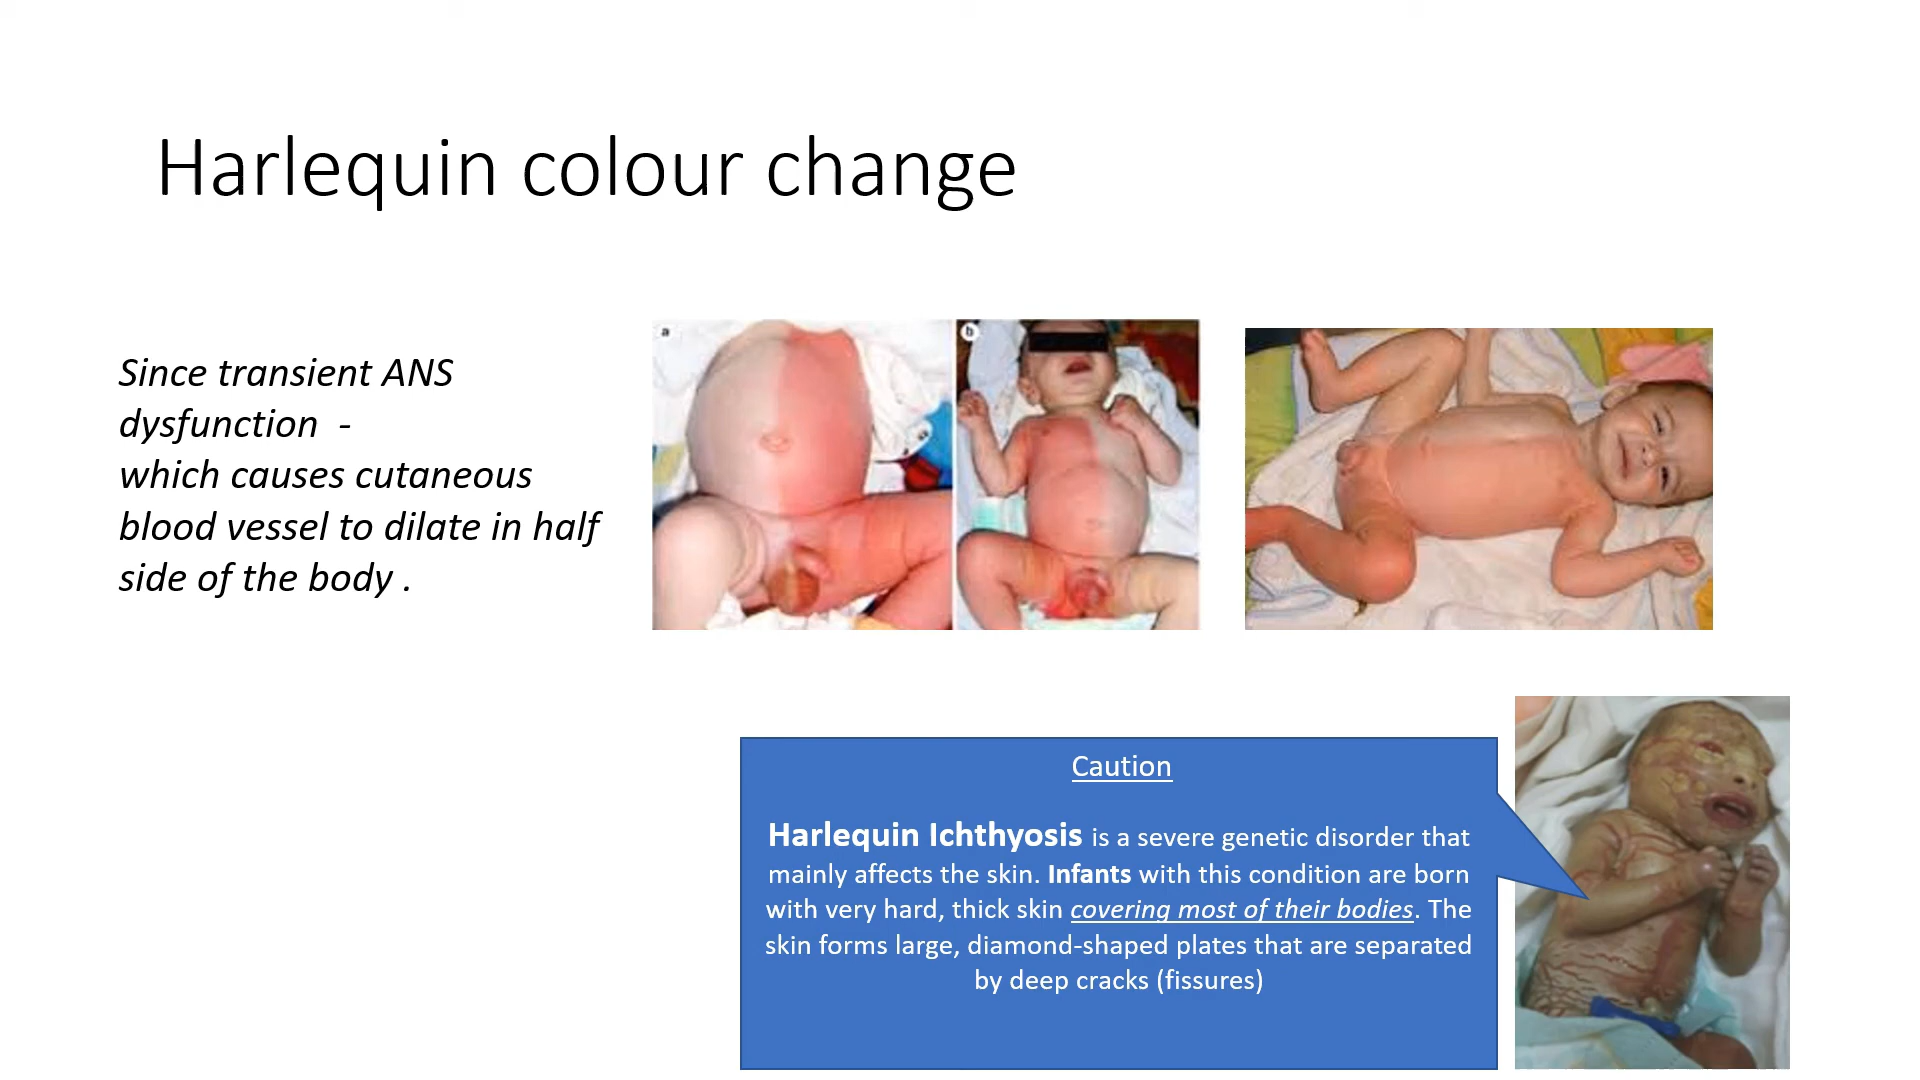 Harlequin colour change
Since transient ANS
dysfunction -
which causes cutaneous
blood vessel to dilate in half
side of the body .
a
b
Caution
Harlequin Ichthyosis is a severe genetic disorder that
mainly affects the skin. Infants with this condition are born
with very hard, thick skin covering most of their bodies. The
skin forms large, diamond-shaped plates that are separated
by deep cracks (fissures)